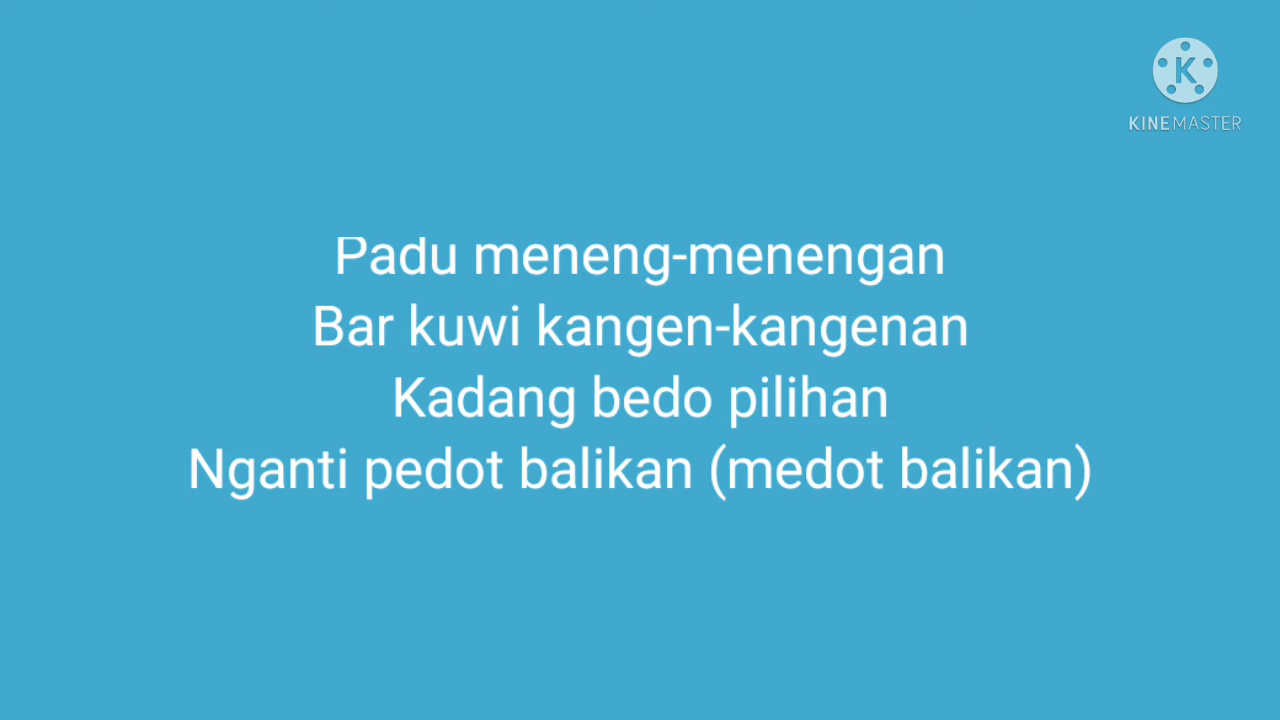 KINEMASTER
Padu meneng-menengan
Bar kuwi kangen-kangenan
Kadang bedo pilihan
Nganti pedot balikan (medot balikan)